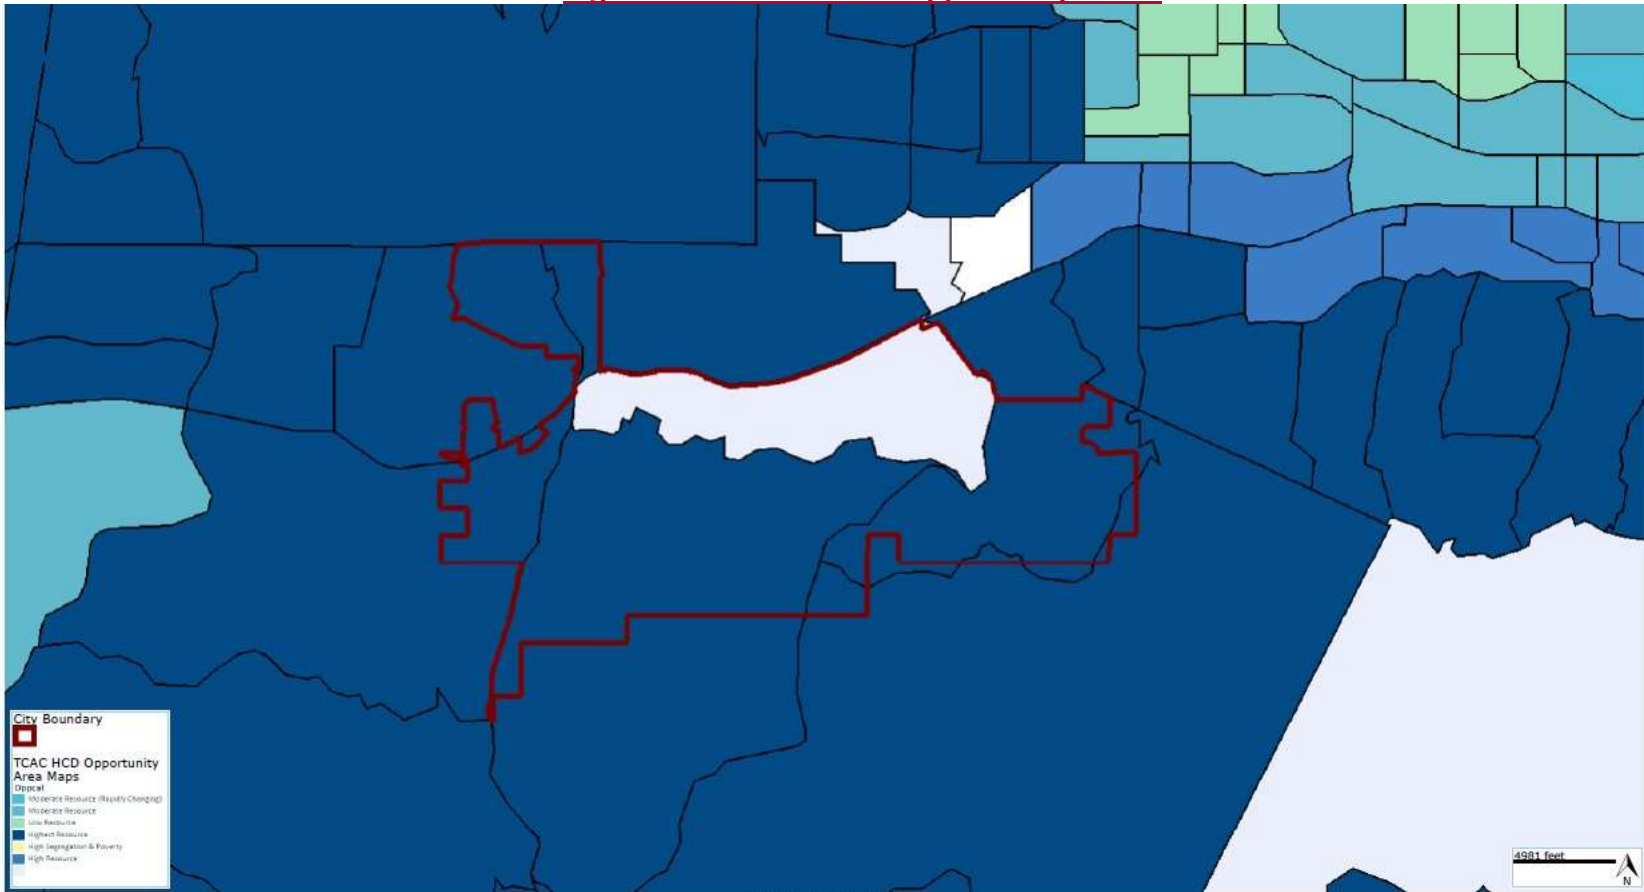 City Boundary
TCAC HCD Opportunity
Area Maps
Oppcat
Moderate Resource (Rapidly Changing)
Moderate Resource
Low Resource
Highest Resource
High Segregation & Poverty
High Resource
4981 feet
N